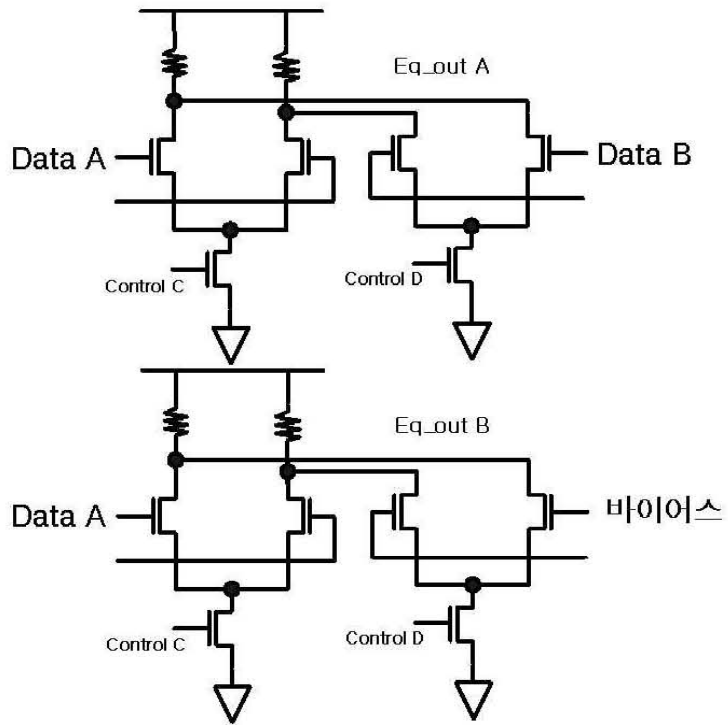 Eq_out A
Data A
Data B
Control C
Control D
Eq_out B
Data A
바이어스
Control C
Control D